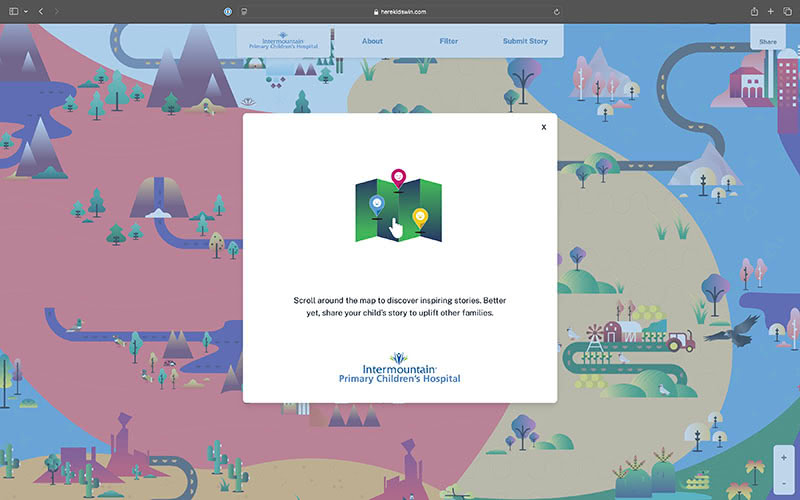 herekidswin.com
Intermountain
Primary Children's Hospital
About
Filter
Submit Story
Share
X
Scroll around the map to discover inspiring stories. Better
yet, share your child's story to uplift other families.
Intermountain
Primary Children's Hospital
+
-